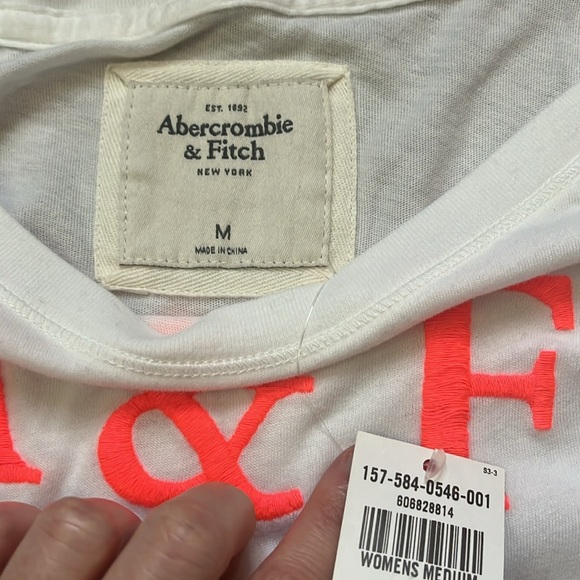 EST. 1892
Abercrombie
& Fitch
NEW YORK
M
MADE IN CHINA
& F
S3-3
157-584-0546-001
606828814
WOMENS MEDIUM